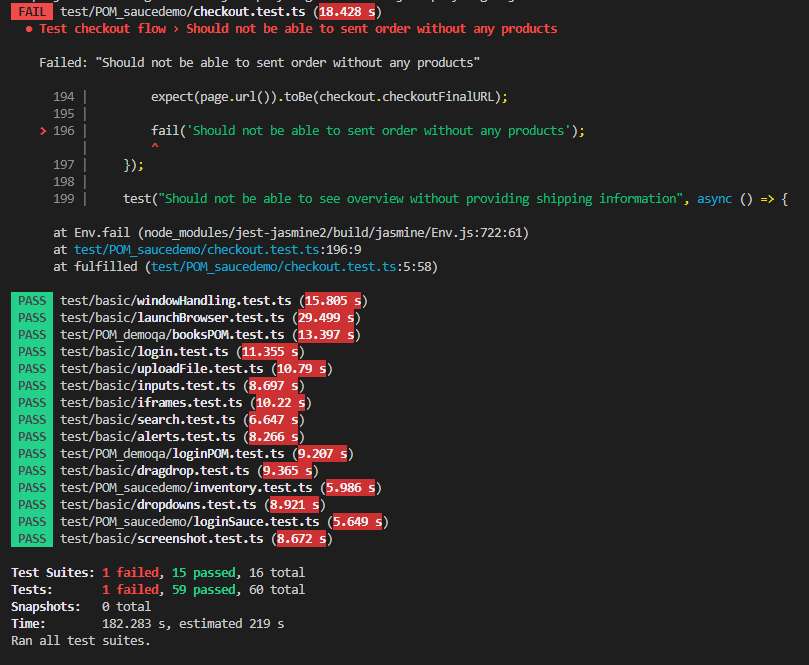 FAIL test/POM_saucedemo/checkout.test.ts (18.428 s)
● Test checkout flow › Should not be able to sent order without any products
Failed: "Should not be able to sent order without any products"
194 | expect(page.url()).toBe(checkout.checkoutFinalURL);
195 |
> 196 | fail('Should not be able to sent order without any products');
| ^
197 | });
198 |
199 | test("Should not be able to see overview without providing shipping information", async () => {
at Env.fail (node_modules/jest-jasmine2/build/jasmine/Env.js:722:61)
at test/POM_saucedemo/checkout.test.ts:196:9
at fulfilled (test/POM_saucedemo/checkout.test.ts:5:58)
PASS test/basic/windowHandling.test.ts (15.805 s)
PASS test/basic/launchBrowser.test.ts (29.499 s)
PASS test/POM_demoqa/booksPOM.test.ts (13.397 s)
PASS test/basic/login.test.ts (11.355 s)
PASS test/basic/uploadFile.test.ts (10.79 s)
PASS test/basic/inputs.test.ts (8.697 s)
PASS test/basic/iframes.test.ts (10.22 s)
PASS test/basic/search.test.ts (6.647 s)
PASS test/basic/alerts.test.ts (8.266 s)
PASS test/POM_demoqa/loginPOM.test.ts (9.207 s)
PASS test/basic/dragdrop.test.ts (9.365 s)
PASS test/POM_saucedemo/inventory.test.ts (5.986 s)
PASS test/basic/dropdowns.test.ts (8.921 s)
PASS test/POM_saucedemo/loginSauce.test.ts (5.649 s)
PASS test/basic/screenshot.test.ts (8.672 s)
Test Suites: 1 failed, 15 passed, 16 total
Tests: 1 failed, 59 passed, 60 total
Snapshots: 0 total
Time: 182.283 s, estimated 219 s
Ran all test suites.